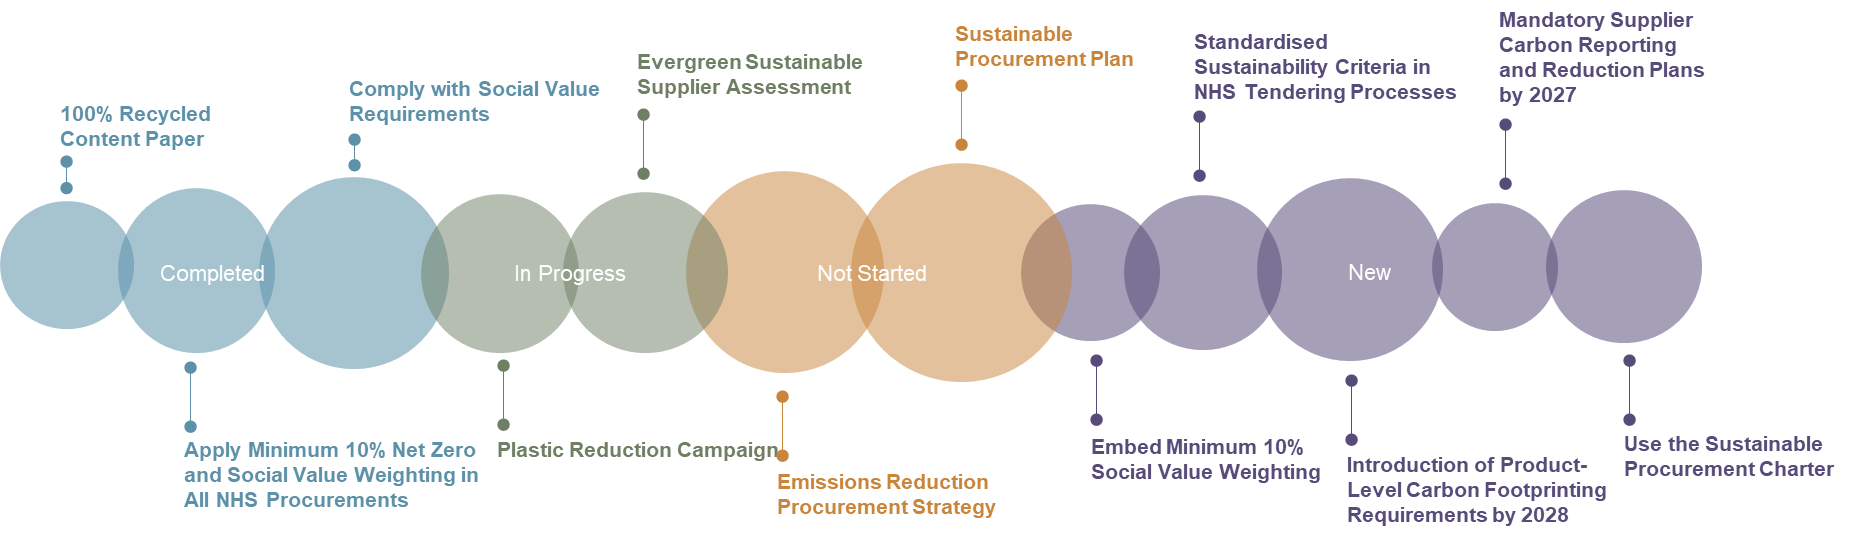 100% Recycled
Content Paper
Comply with Social Value
Requirements
Evergreen Sustainable
Supplier Assessment
Sustainable
Procurement Plan
Standardised
Sustainability Criteria in
NHS Tendering Processes
Mandatory Supplier
Carbon Reporting
and Reduction Plans
by 2027
Completed
In Progress
Not Started
New
Apply Minimum 10% Net Zero
and Social Value Weighting in
All NHS Procurements
Plastic Reduction Campaign
Emissions Reduction
Procurement Strategy
Embed Minimum 10%
Social Value Weighting
Introduction of Product-
Level Carbon Footprinting
Requirements by 2028
Use the Sustainable
Procurement Charter